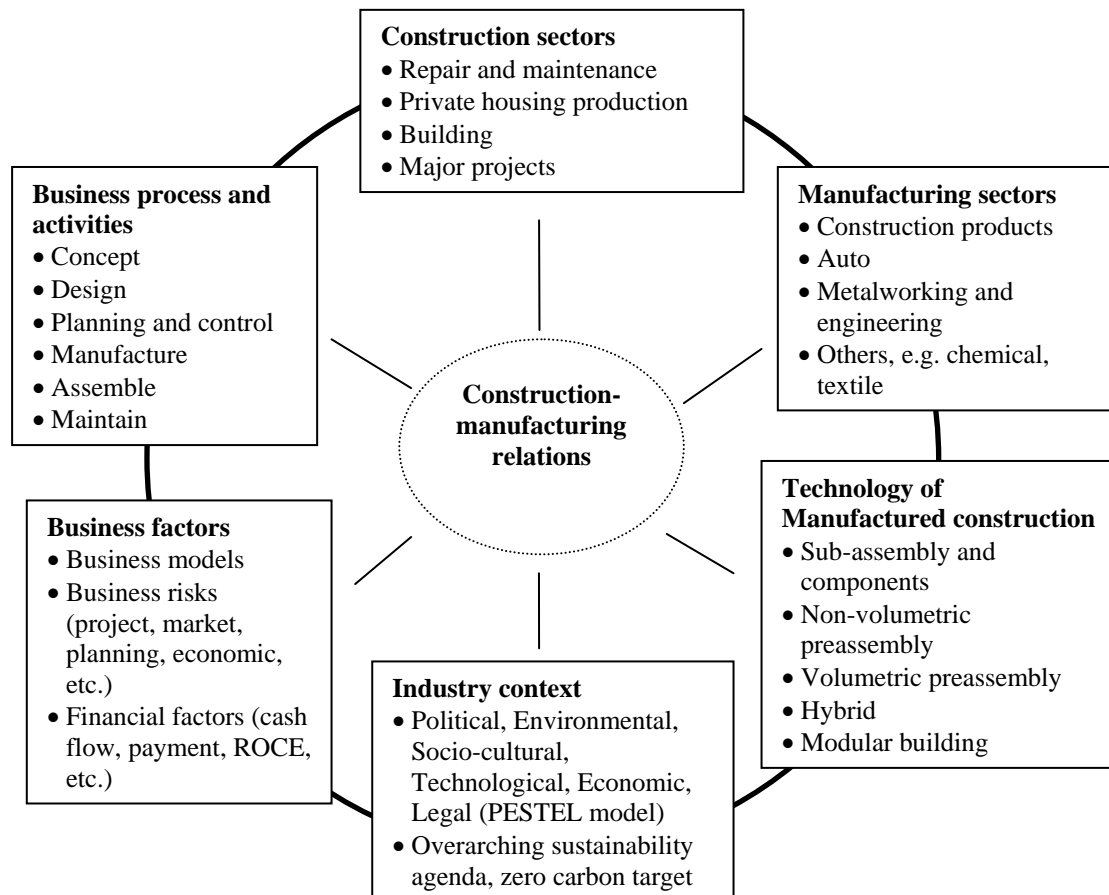 Construction sectors
• Repair and maintenance
• Private housing production
• Building
• Major projects
Business process and
activities
• Concept
• Design
• Planning and control
• Manufacture
• Assemble
• Maintain
Manufacturing sectors
• Construction products
• Auto
• Metalworking and
engineering
• Others, e.g. chemical,
textile
Construction-
manufacturing
relations
Business factors
• Business models
• Business risks
(project, market,
planning, economic,
etc.)
• Financial factors (cash
flow, payment, ROCE,
etc.)
Technology of
Manufactured construction
• Sub-assembly and
components
• Non-volumetric
preassembly
• Volumetric preassembly
• Hybrid
• Modular building
Industry context
• Political, Environmental,
Socio-cultural,
Technological, Economic,
Legal (PESTEL model)
• Overarching sustainability
agenda, zero carbon target